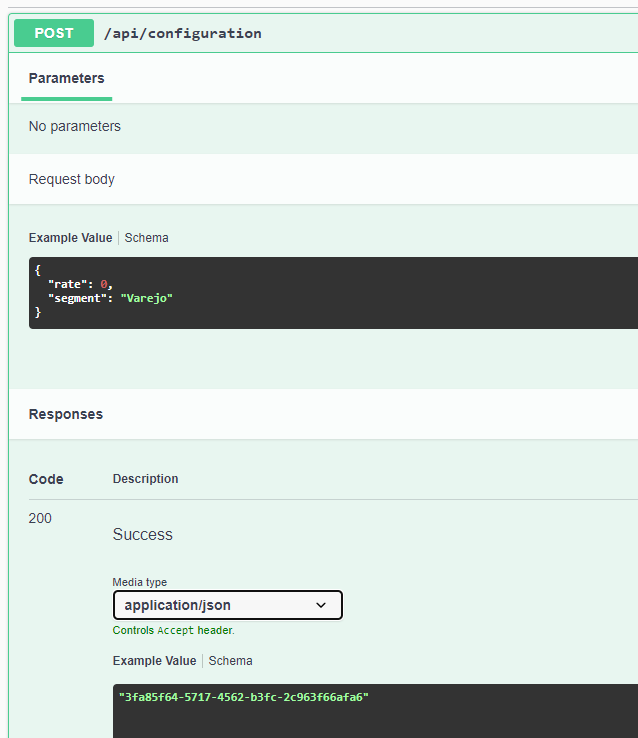 POST /api/configuration
Parameters
No parameters
Request body
Example Value Schema
{
"rate": 0,
"segment": "Varejo"
}
Responses
Code Description
200 Success
Media type
application/json
Controls Accept header.
Example Value Schema
"3fa85f64-5717-4562-b3fc-2c963f66afa6"